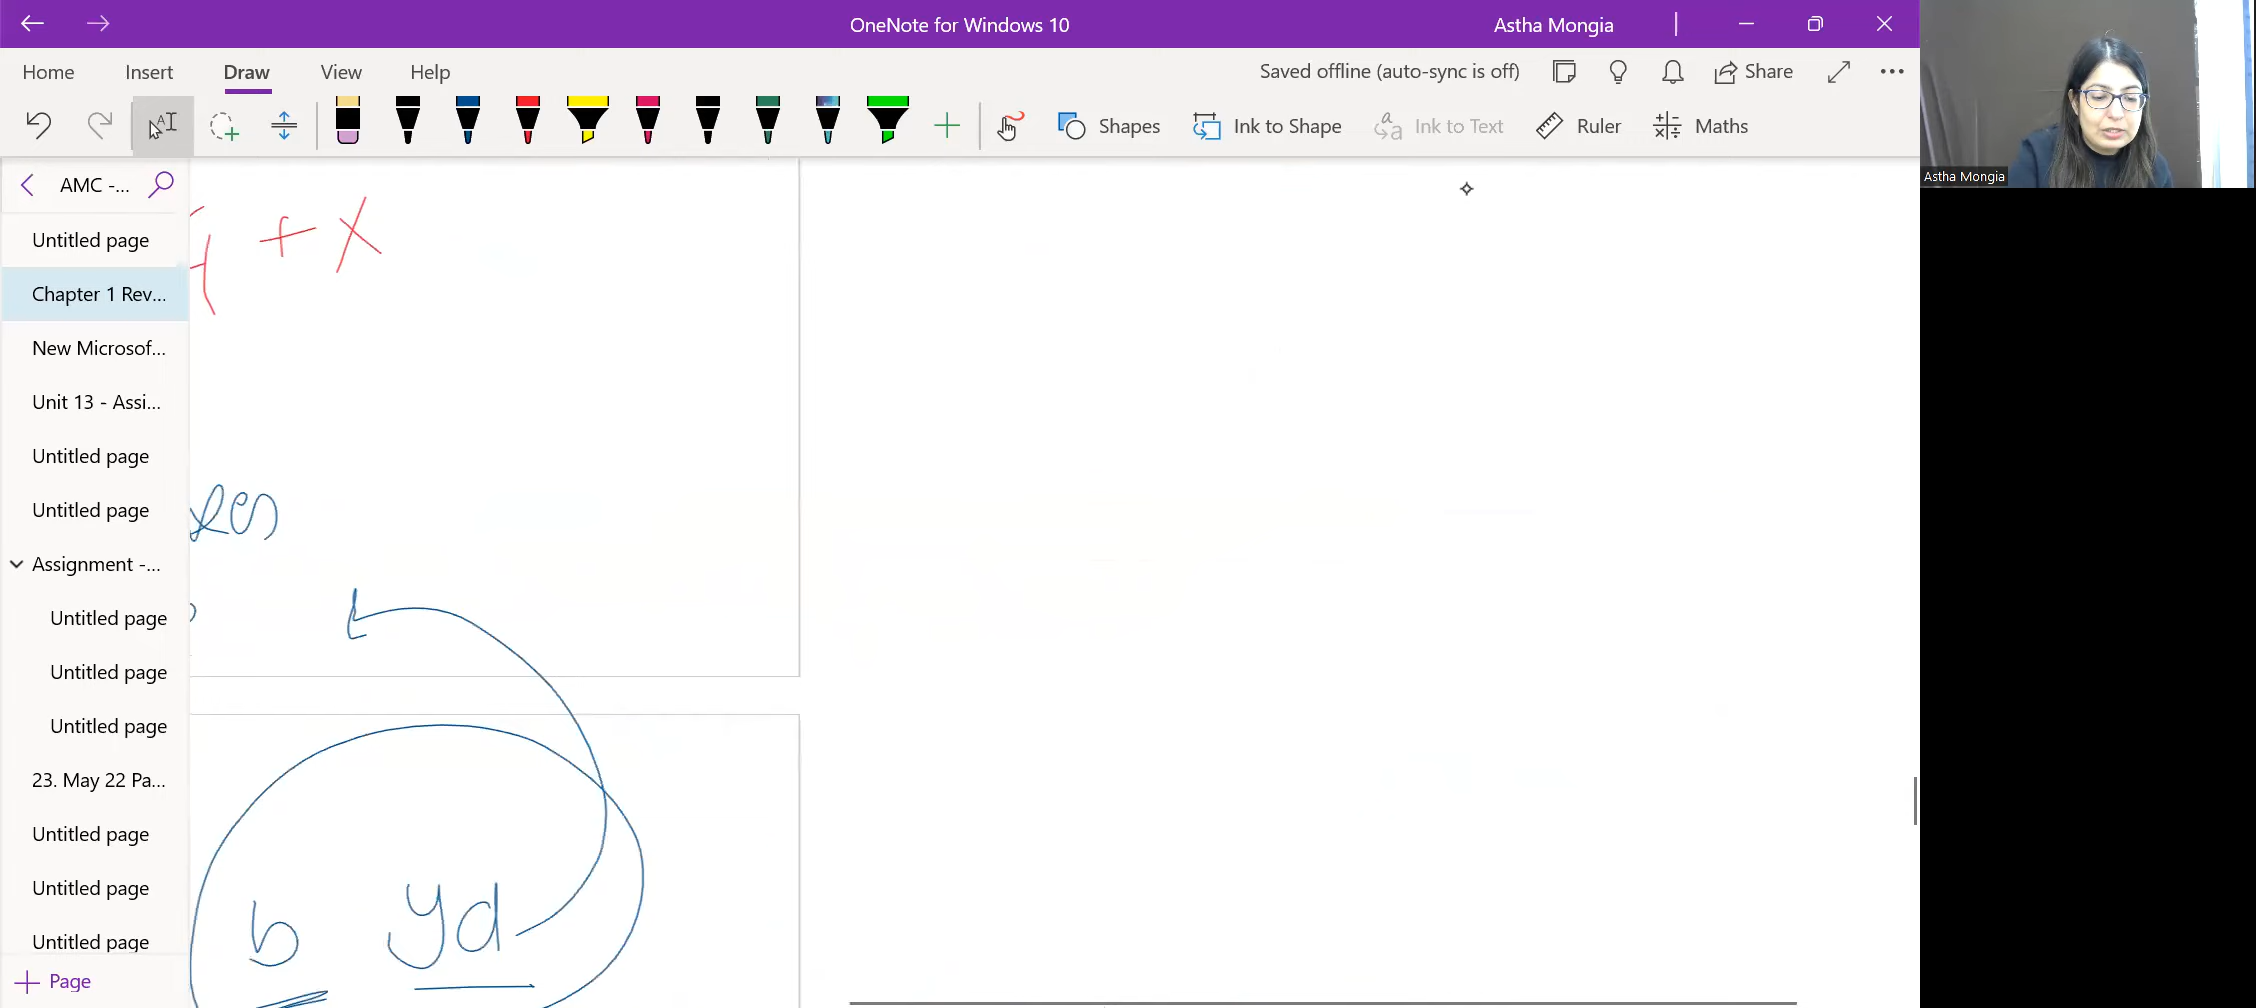 OneNote for Windows 10
Astha Mongia
Home Insert Draw View Help
Saved offline (auto-sync is off) Share
Shapes Ink to Shape Ink to Text Ruler Maths
AMC -...
Untitled page
Chapter 1 Rev...
New Microsof...
Unit 13 - Assi...
Untitled page
Untitled page
Assignment -...
Untitled page
Untitled page
Untitled page
23. May 22 Pa...
Untitled page
Untitled page
Untitled page
Page
+ X
b yd
Astha Mongia